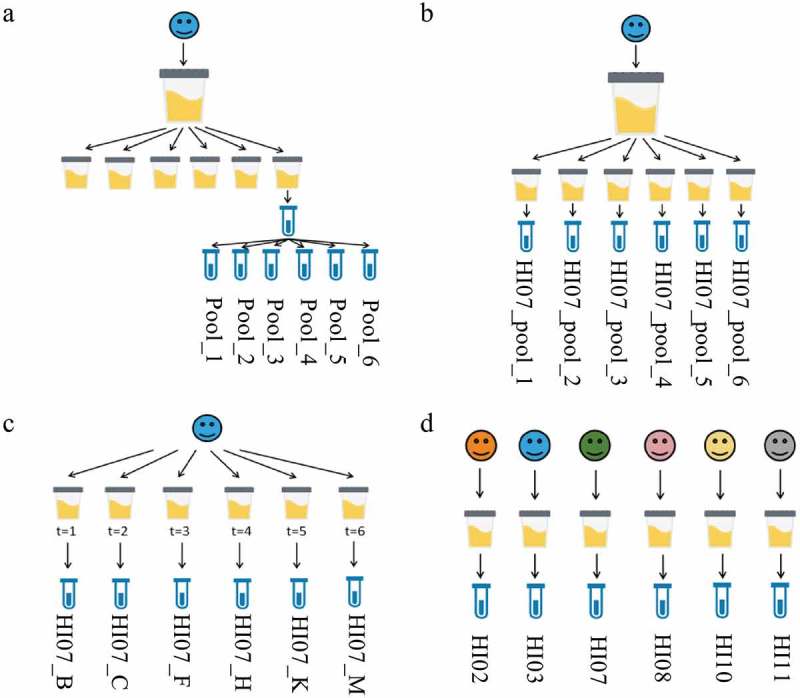 a
Pool_1
Pool_2
Pool_3
Pool_4
Pool_5
Pool_6
b
HI07_pool_1
HI07_pool_2
HI07_pool_3
HI07_pool_4
HI07_pool_5
HI07_pool_6
c
t=1
t=2
t=3
t=4
t=5
t=6
HI07_B
HI07_C
HI07_F
HI07_H
HI07_K
HI07_M
d
HI02
HI03
HI07
HI08
HI10
HI11